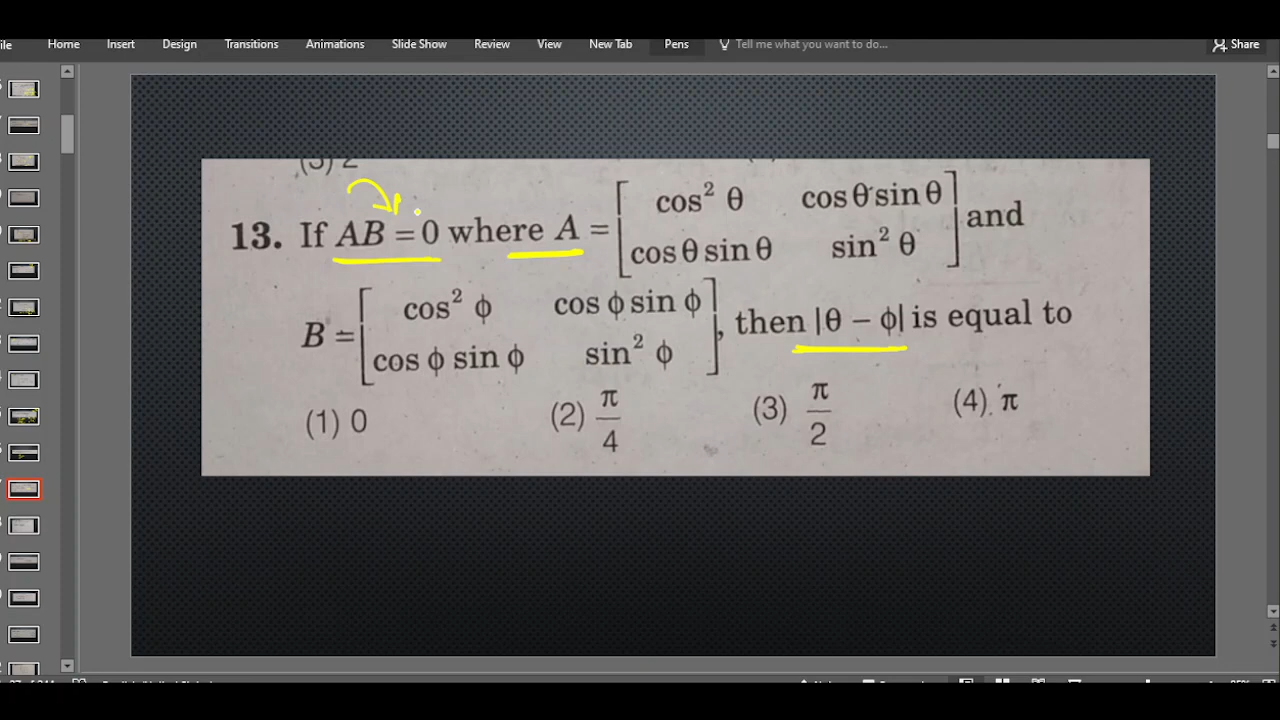 File Home Insert Design Transitions Animations Slide Show Review View New Tab Pens Tell me what you want to do... Share
13. If AB = 0 where A = [cos² θ cos θ sin θ
cos θ sin θ sin² θ] and
B = [cos² ϕ cos ϕ sin ϕ
cos ϕ sin ϕ sin² ϕ], then |θ − ϕ| is equal to
(1) 0 (2) π/4 (3) π/2 (4) π